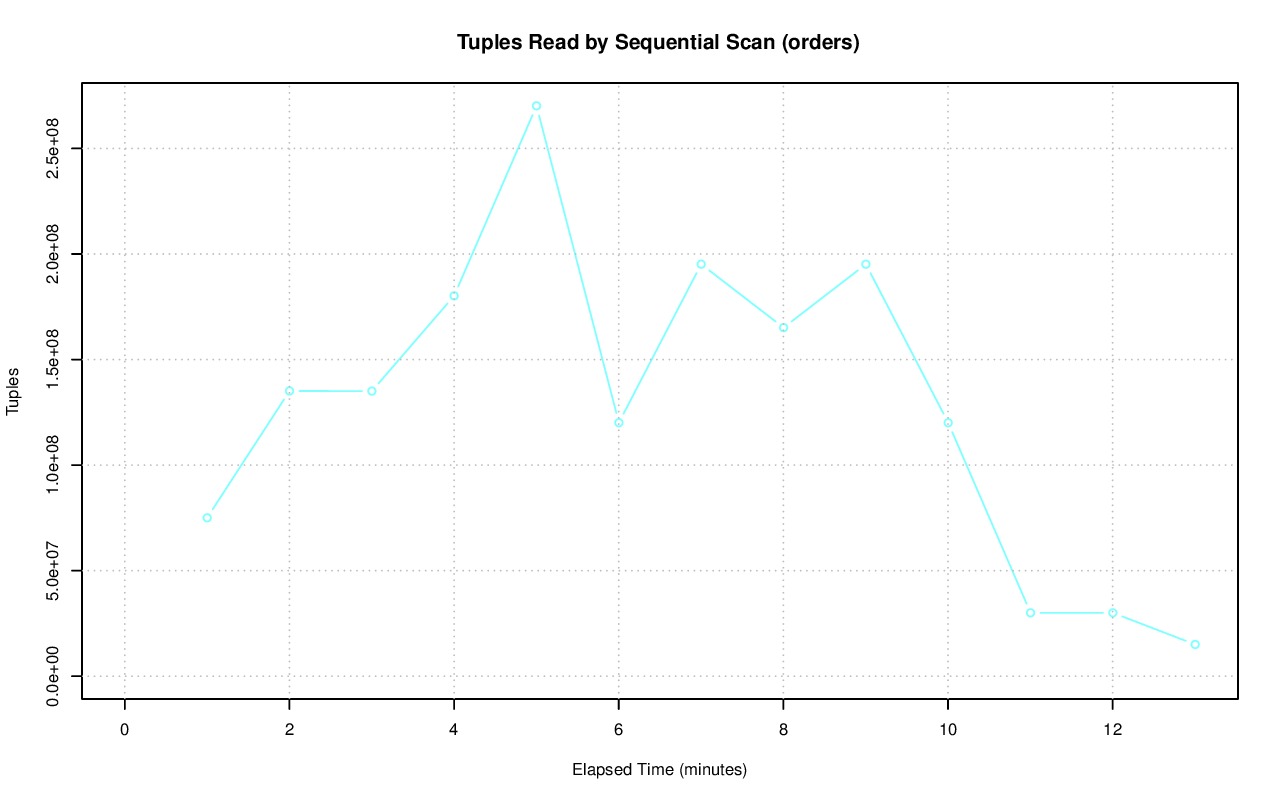 Tuples Read by Sequential Scan (orders)
Tuples
2.5e+08
2.0e+08
1.5e+08
1.0e+08
5.0e+07
0.0e+00
0 2 4 6 8 10 12
Elapsed Time (minutes)